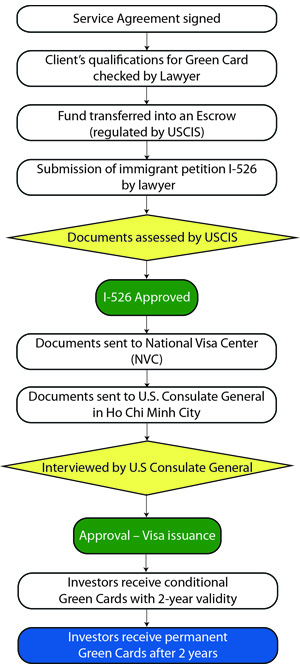 Service Agreement signed
Client's qualifications for Green Card
checked by Lawyer
Fund transferred into an Escrow
(regulated by USCIS)
Submission of immigrant petition I-526
by lawyer
Documents assessed by USCIS
I-526 Approved
Documents sent to National Visa Center
(NVC)
Documents sent to U.S. Consulate General
in Ho Chi Minh City
Interviewed by U.S Consulate General
Approval – Visa issuance
Investors receive conditional
Green Cards with 2-year validity
Investors receive permanent
Green Cards after 2 years